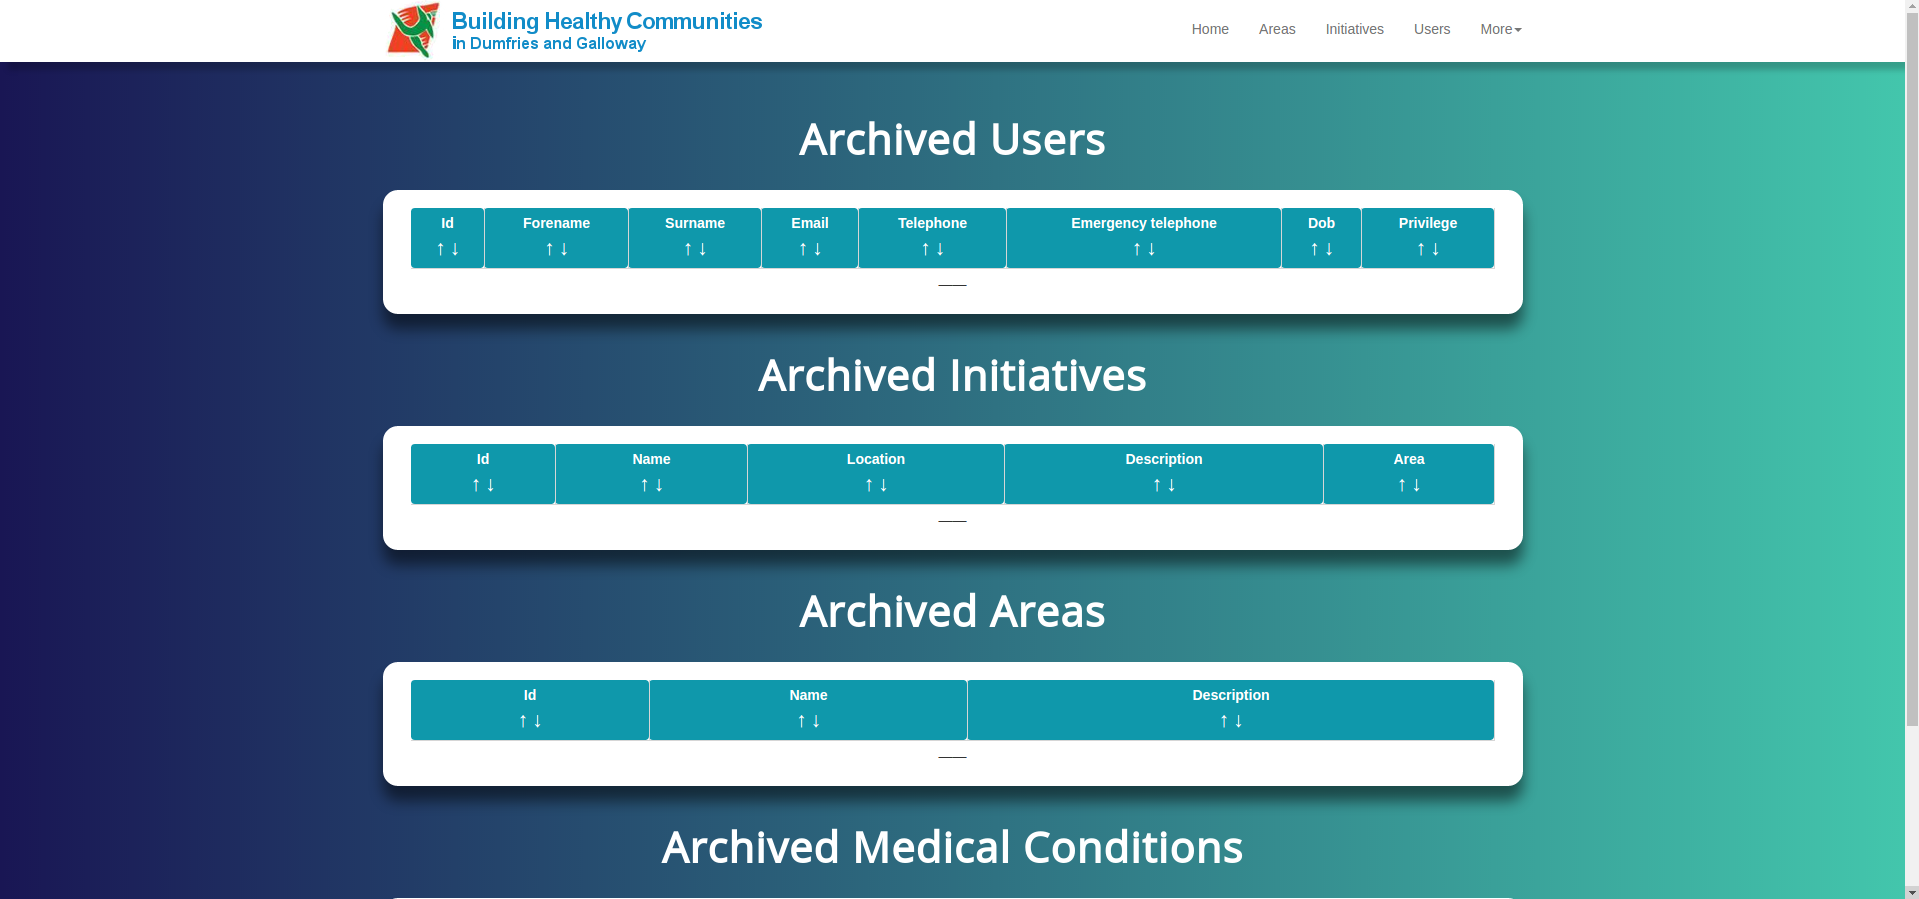 Building Healthy Communities
in Dumfries and Galloway
Home Areas Initiatives Users More
Archived Users
Id Forename Surname Email Telephone Emergency telephone Dob Privilege
↑ ↓ ↑ ↓ ↑ ↓ ↑ ↓ ↑ ↓ ↑ ↓ ↑ ↓ ↑ ↓
Archived Initiatives
Id Name Location Description Area
↑ ↓ ↑ ↓ ↑ ↓ ↑ ↓ ↑ ↓
Archived Areas
Id Name Description
↑ ↓ ↑ ↓ ↑ ↓
Archived Medical Conditions